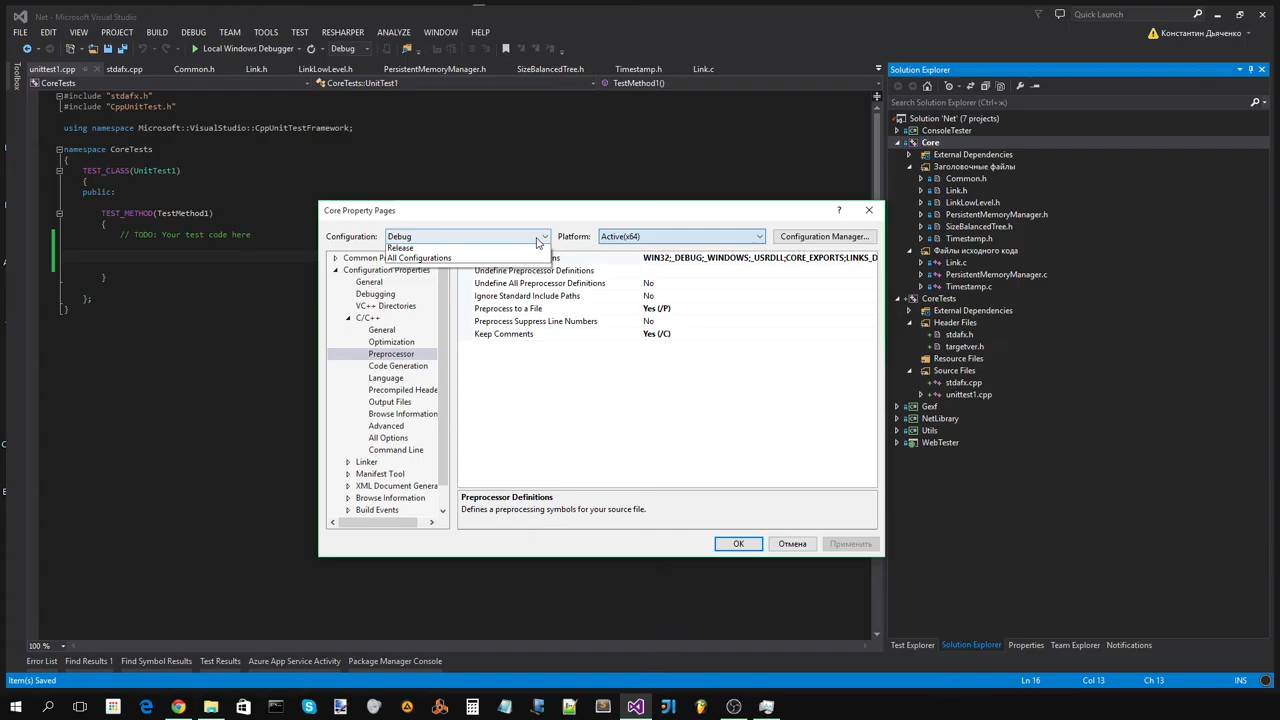 Net - Microsoft Visual Studio
Quick Launch
FILE EDIT VIEW PROJECT BUILD DEBUG TEAM TOOLS TEST RESHARPER ANALYZE WINDOW HELP
Константин Дьяченко
Local Windows Debugger Debug
unittest1.cpp stdafx.cpp Common.h Link.h LinkLowLevel.h PersistentMemoryManager.h SizeBalancedTree.h Timestamp.h Link.c
CoreTests CoreTests::UnitTest1 TestMethod1()
Toolbox
#include "stdafx.h"
#include "CppUnitTest.h"
using namespace Microsoft::VisualStudio::CppUnitTestFramework;
namespace CoreTests
{
TEST_CLASS(UnitTest1)
{
public:
TEST_METHOD(TestMethod1)
{
// TODO: Your test code here
}
};
}
Core Property Pages
?
Configuration: Debug
Platform: Active(x64)
Configuration Manager...
Release
All Configurations
Common P
Configuration Properties
General
Debugging
VC++ Directories
C/C++
General
Optimization
Preprocessor
Code Generation
Language
Precompiled Heade
Output Files
Browse Information
Advanced
All Options
Command Line
Linker
Manifest Tool
XML Document Genera
Browse Information
Build Events
ons WIN32;_DEBUG;_WINDOWS;_USRDLL;CORE_EXPORTS;LINKS_D
Undefine Preprocessor Definitions
Undefine All Preprocessor Definitions No
Ignore Standard Include Paths No
Preprocess to a File Yes (/P)
Preprocess Suppress Line Numbers No
Keep Comments Yes (/C)
Preprocessor Definitions
Defines a preprocessing symbols for your source file.
OK Отмена Применить
Solution Explorer
Search Solution Explorer (Ctrl+ж)
Solution 'Net' (7 projects)
ConsoleTester
Core
External Dependencies
Заголовочные файлы
Common.h
Link.h
LinkLowLevel.h
PersistentMemoryManager.h
SizeBalancedTree.h
Timestamp.h
Файлы исходного кода
Link.c
PersistentMemoryManager.c
Timestamp.c
CoreTests
External Dependencies
Header Files
stdafx.h
targetver.h
Resource Files
Source Files
stdafx.cpp
unittest1.cpp
Gexf
NetLibrary
Utils
WebTester
100 %
Test Explorer Solution Explorer Properties Team Explorer Notifications
Error List Find Results 1 Find Symbol Results Test Results Azure App Service Activity Package Manager Console
Item(s) Saved Ln 16 Col 13 Ch 13 INS